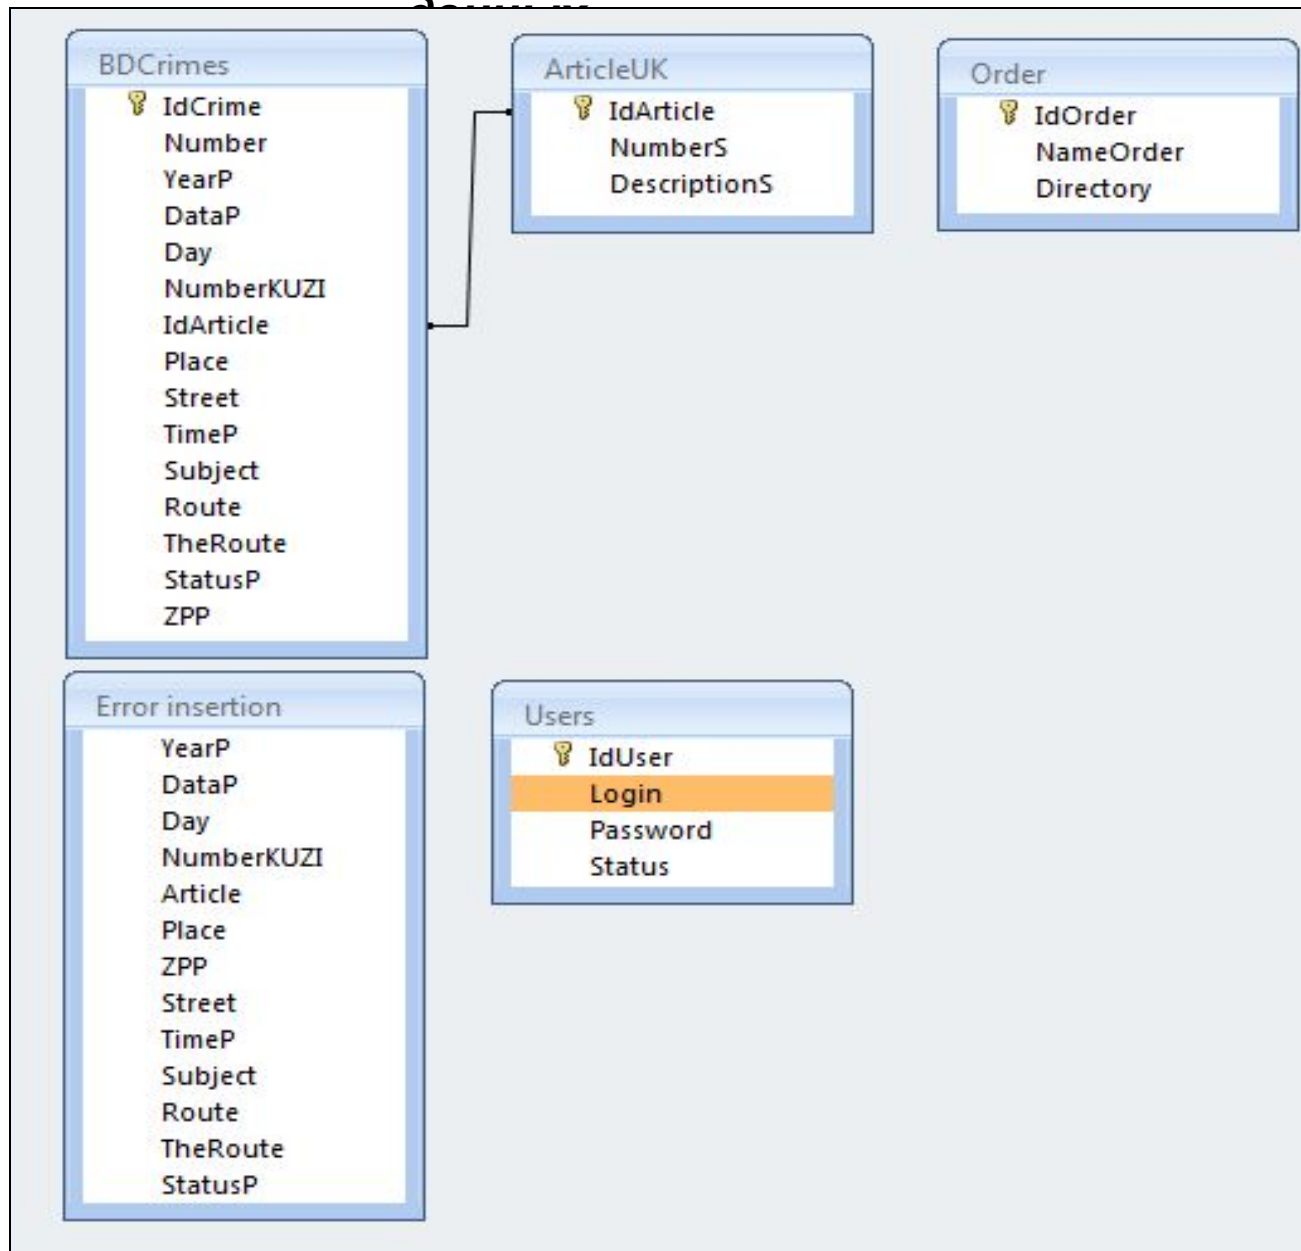 BDCrimes
IdCrime
Number
YearP
DataP
Day
NumberKUZI
IdArticle
Place
Street
TimeP
Subject
Route
TheRoute
StatusP
ZPP
ArticleUK
IdArticle
NumberS
DescriptionS
Order
IdOrder
NameOrder
Directory
Error insertion
YearP
DataP
Day
NumberKUZI
Article
Place
ZPP
Street
TimeP
Subject
Route
TheRoute
StatusP
Users
IdUser
Login
Password
Status